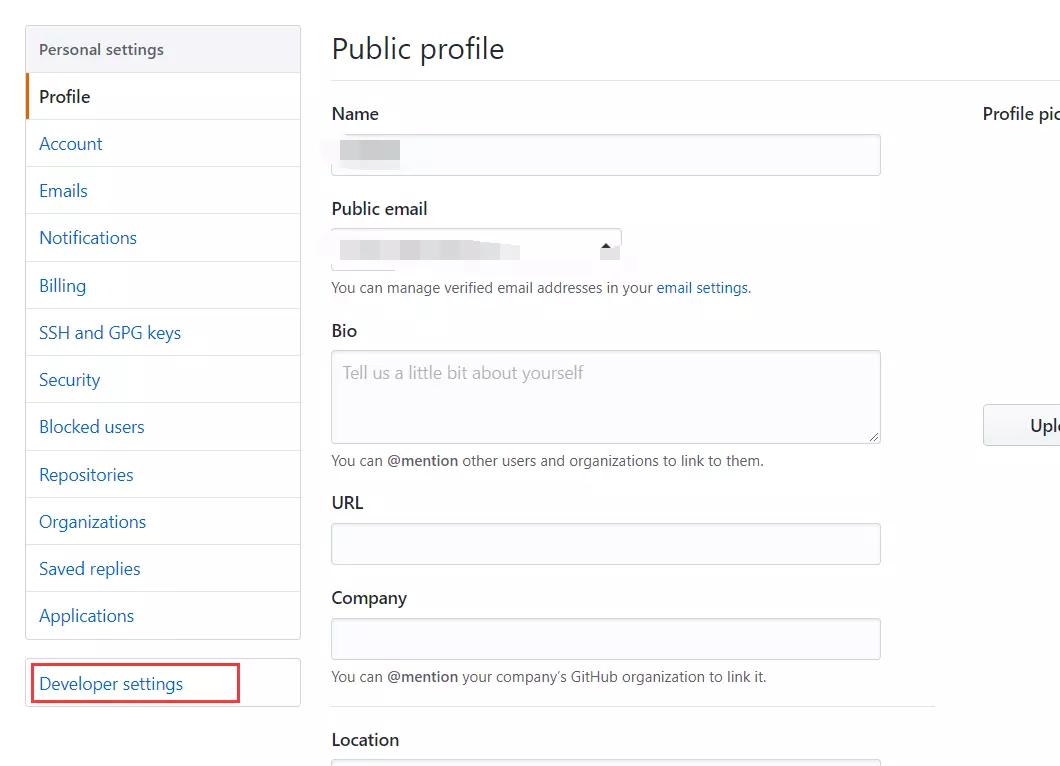 Personal settings
Profile
Account
Emails
Notifications
Billing
SSH and GPG keys
Security
Blocked users
Repositories
Organizations
Saved replies
Applications
Developer settings
Public profile
Name
Public email
You can manage verified email addresses in your email settings.
Bio
Tell us a little bit about yourself
You can @mention other users and organizations to link to them.
URL
Company
You can @mention your company's GitHub organization to link it.
Location
Profile pic
Uplo